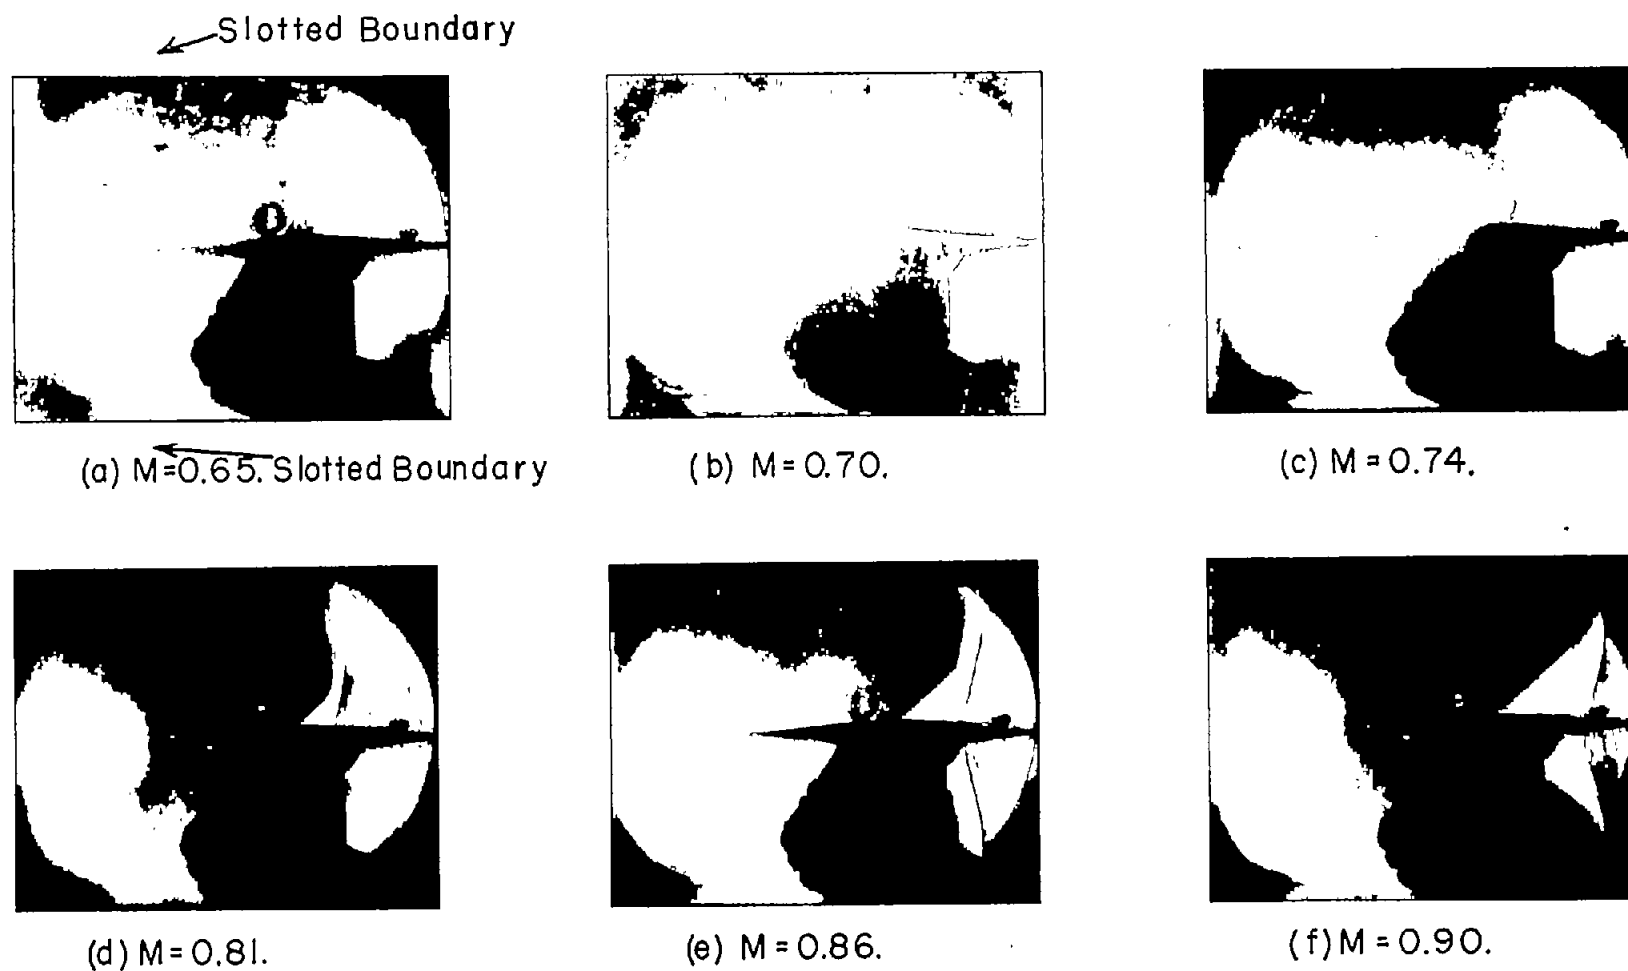 Slotted Boundary
(a) M=0.65. Slotted Boundary
(b) M=0.70.
(c) M=0.74.
(d) M=0.81.
(e) M=0.86.
(f) M=0.90.